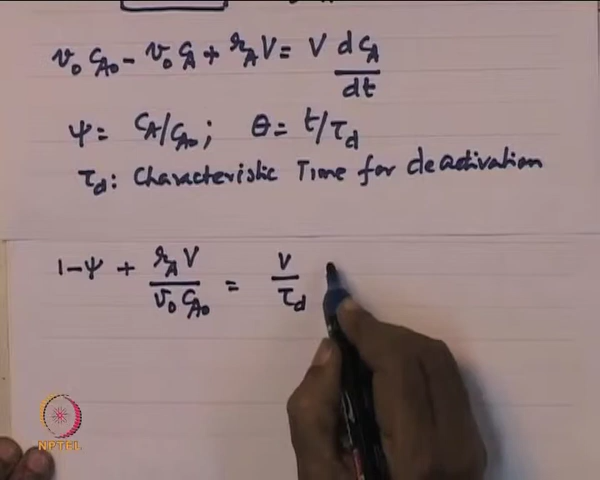 v₀ C_A₀ - v₀ C_A + r_A V = V dC_A/dt
ψ = C_A/C_A₀ ; θ = t/τ_d
τ_d : Characteristic Time for deactivation
1-ψ + r_A V / v₀ C_A₀ = V/τ_d
NPTEL